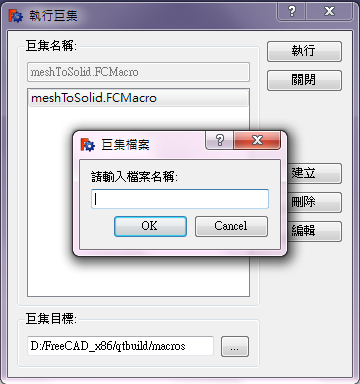 執行巨集
巨集名稱:
meshToSolid.FCMacro
meshToSolid.FCMacro
執行
關閉
建立
刪除
編輯
巨集檔案
請輸入檔案名稱:
OK
Cancel
巨集目標:
D:/FreeCAD_x86/qtbuild/macros
...